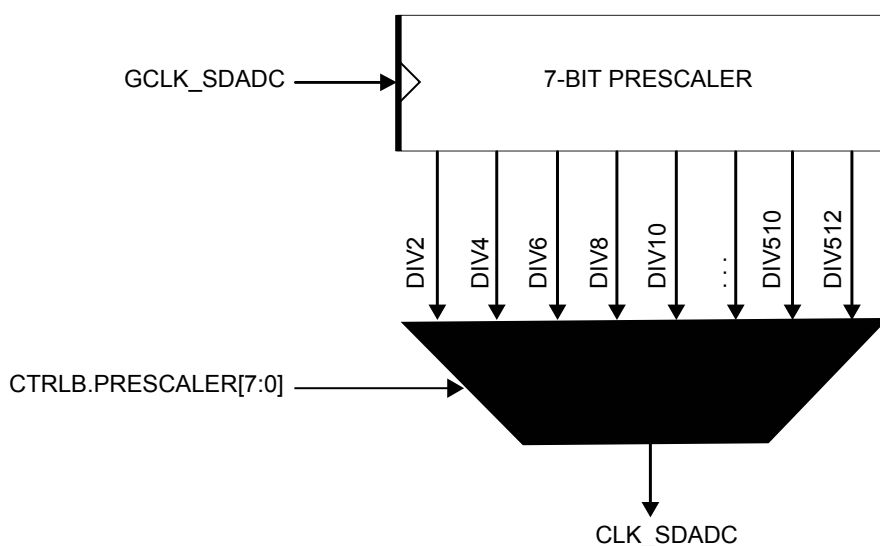 GCLK_SDADC
7-BIT PRESCALER
DIV2
DIV4
DIV6
DIV8
DIV10
. . .
DIV510
DIV512
CTRLB.PRESCALER[7:0]
CLK_SDADC